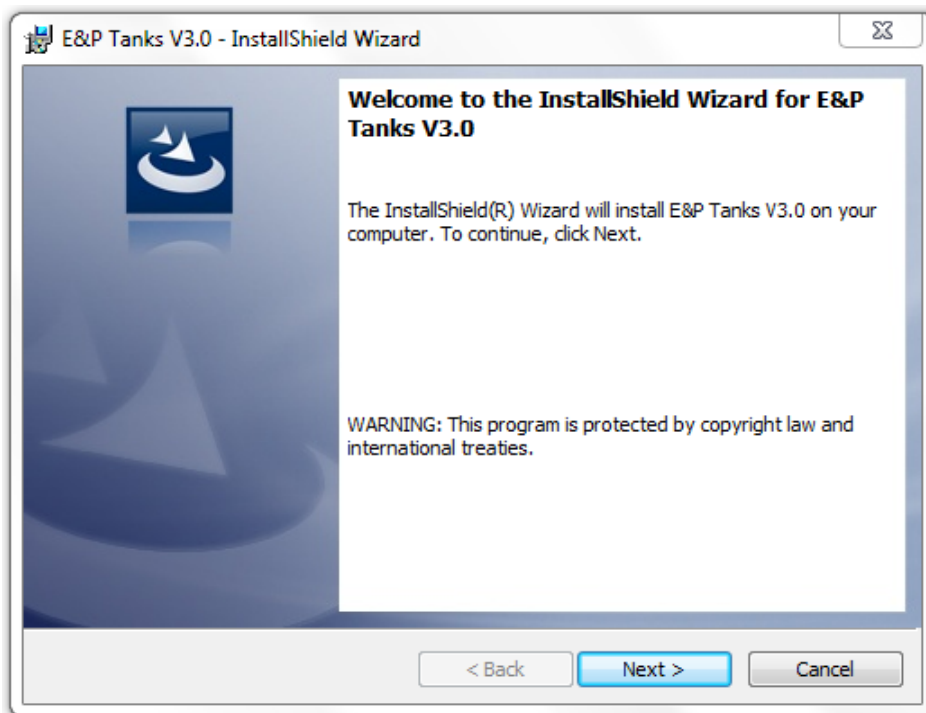 E&P Tanks V3.0 - InstallShield Wizard
Welcome to the InstallShield Wizard for E&P
Tanks V3.0
The InstallShield(R) Wizard will install E&P Tanks V3.0 on your
computer. To continue, click Next.
WARNING: This program is protected by copyright law and
international treaties.
< Back
Next >
Cancel